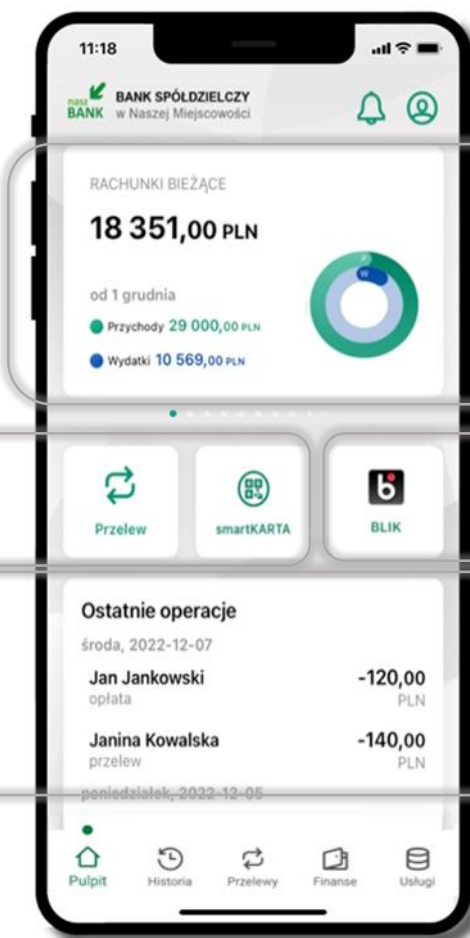 11:18
nasz BANK
BANK SPÓŁDZIELCZY
w Naszej Miejscowości
RACHUNKI BIEŻĄCE
18 351,00 PLN
od 1 grudnia
Przychody 29 000,00 PLN
Wydatki 10 569,00 PLN
P
W
Przelew
smartKARTA
BLIK
Ostatnie operacje
środa, 2022-12-07
Jan Jankowski -120,00
opłata PLN
Janina Kowalska -140,00
przelew PLN
poniedziałek, 2022-12-05
Pulpit Historia Przelewy Finanse Usługi